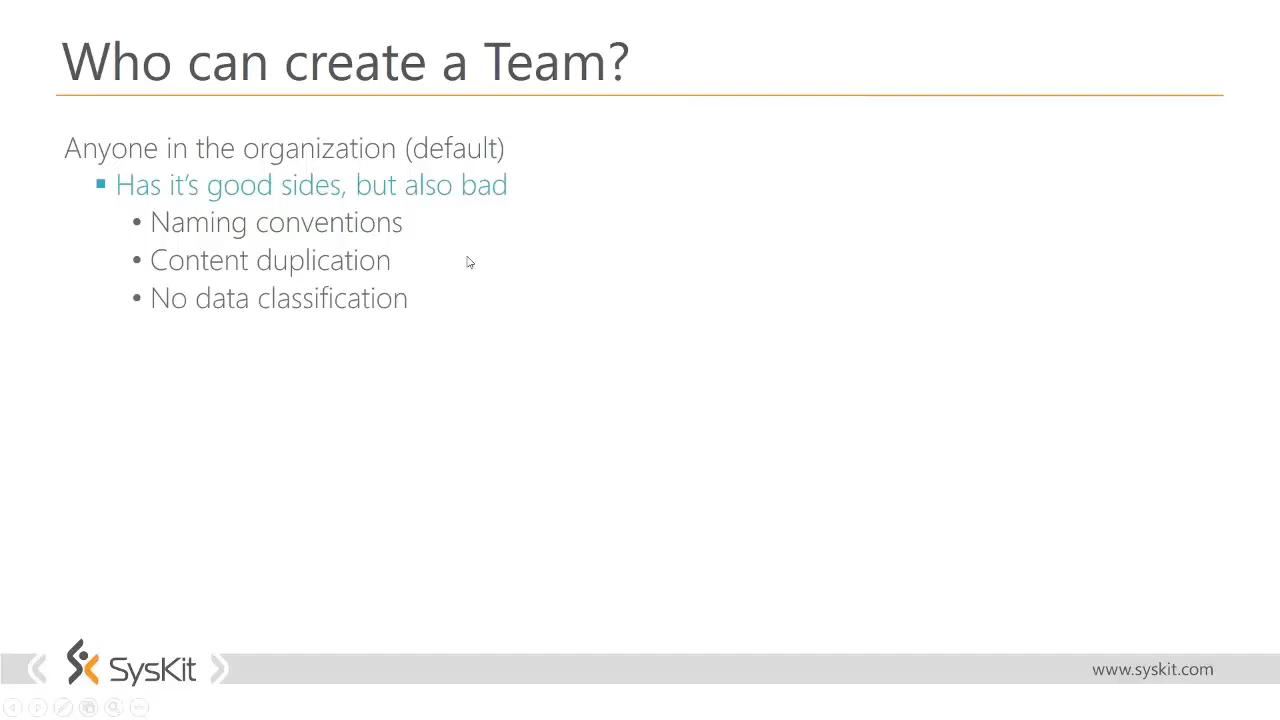 Who can create a Team?
Anyone in the organization (default)
Has it's good sides, but also bad
Naming conventions
Content duplication
No data classification
SysKit
www.syskit.com